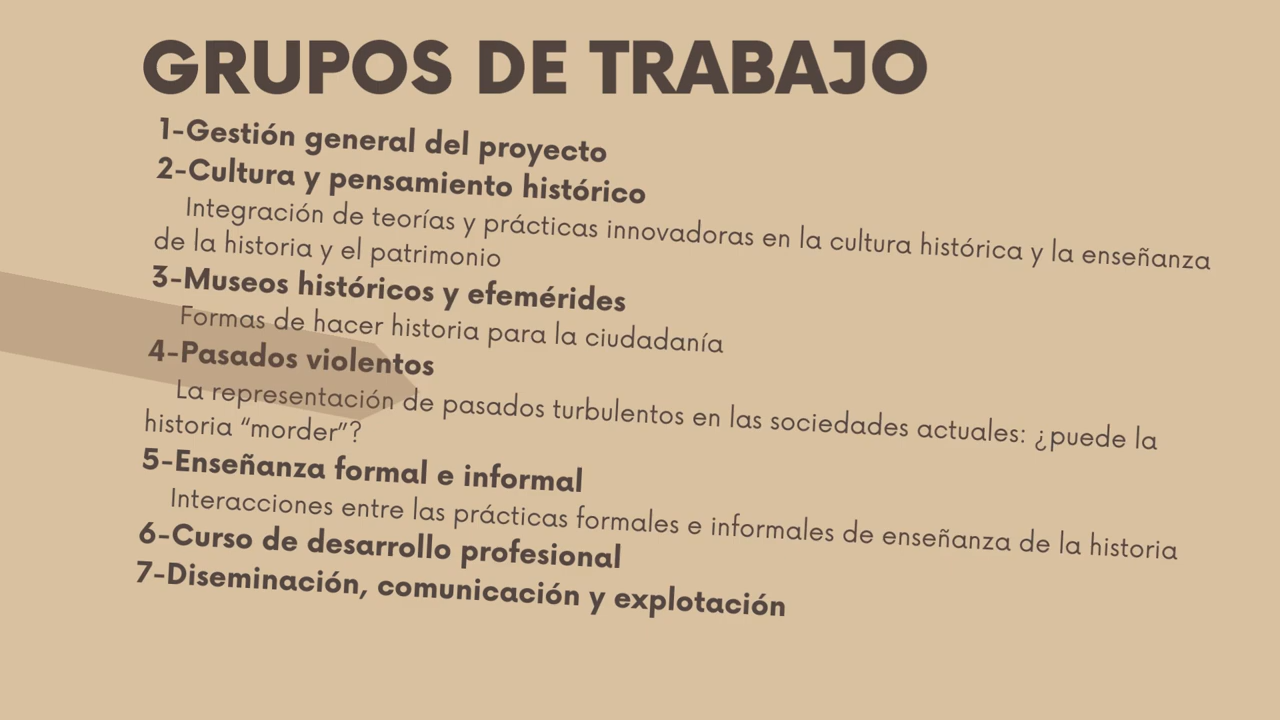 GRUPOS DE TRABAJO
1-Gestión general del proyecto
2-Cultura y pensamiento histórico
Integración de teorías y prácticas innovadoras en la cultura histórica y la enseñanza
de la historia y el patrimonio
3-Museos históricos y efemérides
Formas de hacer historia para la ciudadanía
4-Pasados violentos
La representación de pasados turbulentos en las sociedades actuales: ¿puede la
historia “morder”?
5-Enseñanza formal e informal
Interacciones entre las prácticas formales e informales de enseñanza de la historia
6-Curso de desarrollo profesional
7-Diseminación, comunicación y explotación